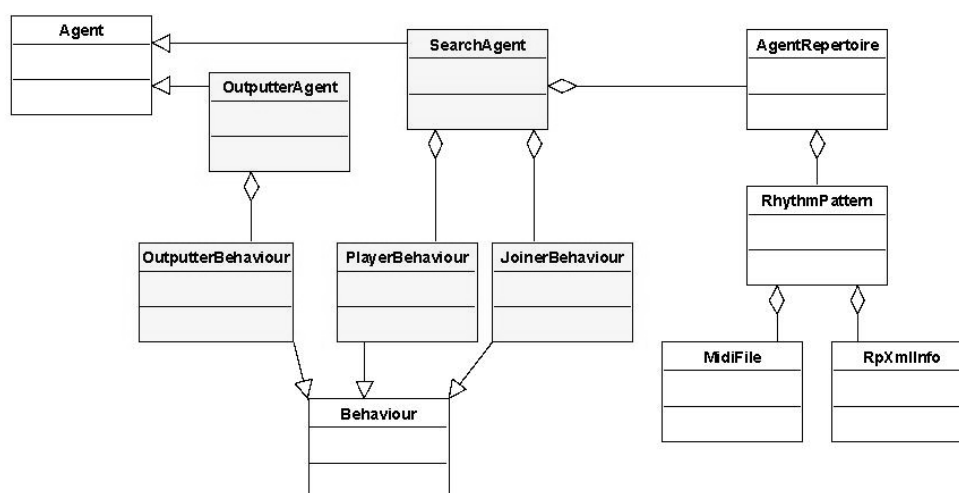 Agent
SearchAgent
AgentRepertoire
OutputterAgent
RhythmPattern
OutputterBehaviour
PlayerBehaviour
JoinerBehaviour
MidiFile
RpXmlInfo
Behaviour